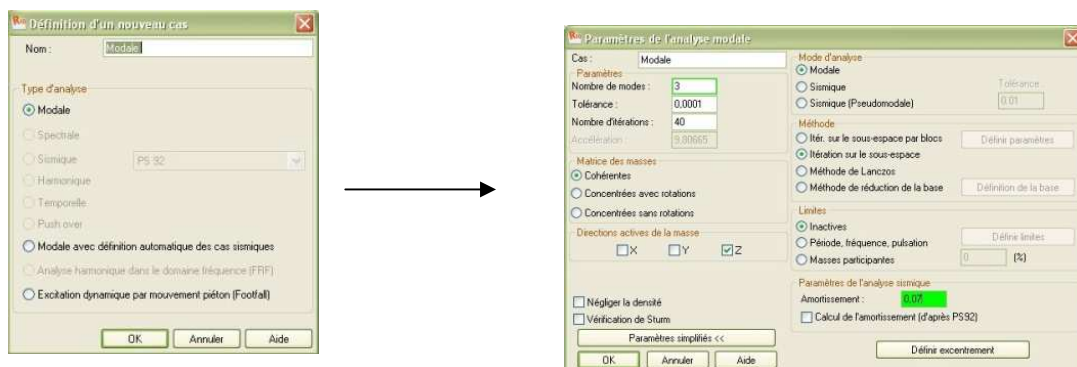 Définition d'un nouveau cas
Nom :
Modale
Type d'analyse
Modale
Spectrale
Sismique
PS 92
Harmonique
Temporelle
Push over
Modale avec définition automatique des cas sismiques
Analyse harmonique dans le domaine fréquence (FRF)
Excitation dynamique par mouvement piéton (Footfall)
OK Annuler Aide
Paramètres de l'analyse modale
Cas :
Modale
Paramètres
Nombre de modes :
3
Tolérance :
0,0001
Nombre d'itérations :
40
Accélération :
9,80665
Matrice des masses
Cohérentes
Concentrées avec rotations
Concentrées sans rotations
Directions actives de la masse
X Y Z
Négliger la densité
Vérification de Sturm
Paramètres simplifiés <<
OK Annuler Aide
Mode d'analyse
Modale
Sismique
Sismique (Pseudomodale)
Tolérance :
0.01
Méthode
Itér. sur le sous-espace par blocs
Définir paramètres
Itération sur le sous-espace
Méthode de Lanczos
Méthode de réduction de la base
Définition de la base
Limites
Inactives
Période, fréquence, pulsation
Définir limites
Masses participantes
0 (%)
Paramètres de l'analyse sismique
Amortissement :
0,07
Calcul de l'amortissement (d'après PS92)
Définir excentrement